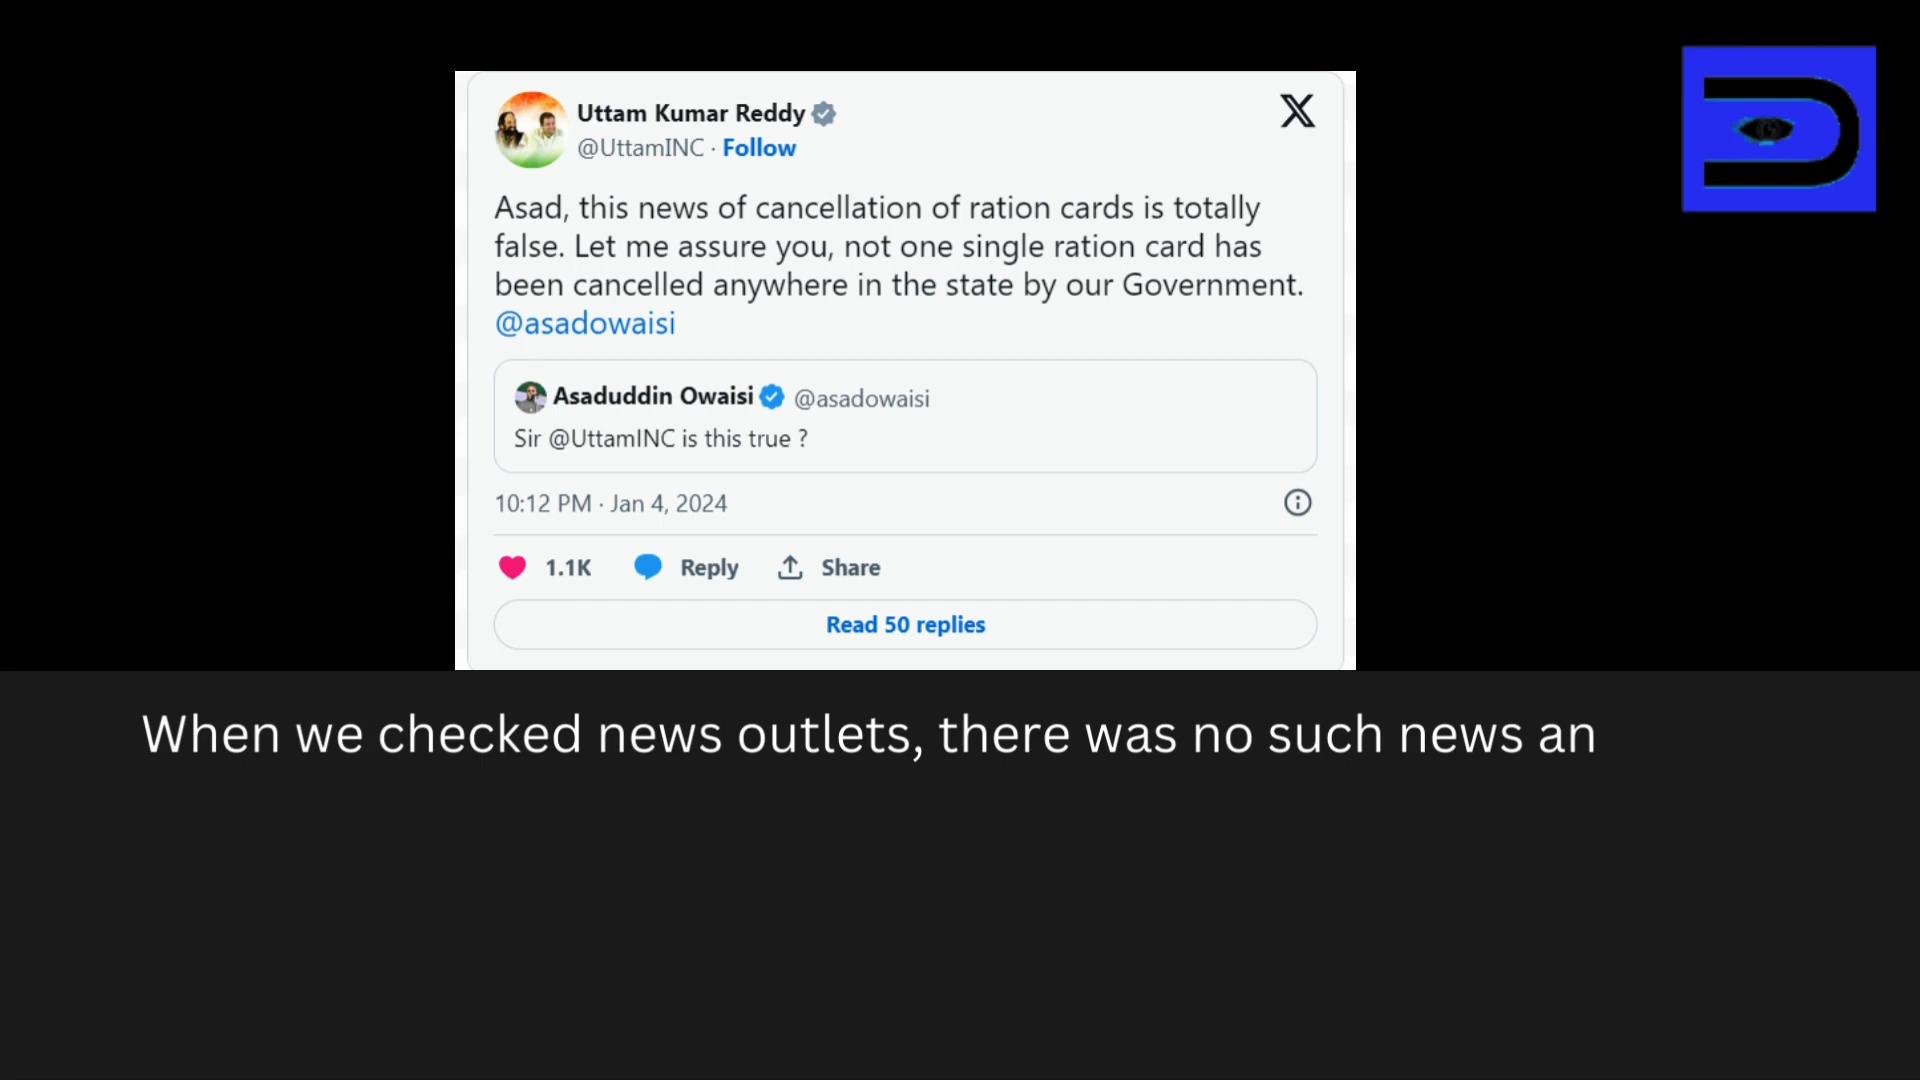 Uttam Kumar Reddy
@UttamINC · Follow
Asad, this news of cancellation of ration cards is totally
false. Let me assure you, not one single ration card has
been cancelled anywhere in the state by our Government.
@asadowaisi
Asaduddin Owaisi @asadowaisi
Sir @UttamINC is this true ?
10:12 PM · Jan 4, 2024
1.1K Reply Share
Read 50 replies
When we checked news outlets, there was no such news an